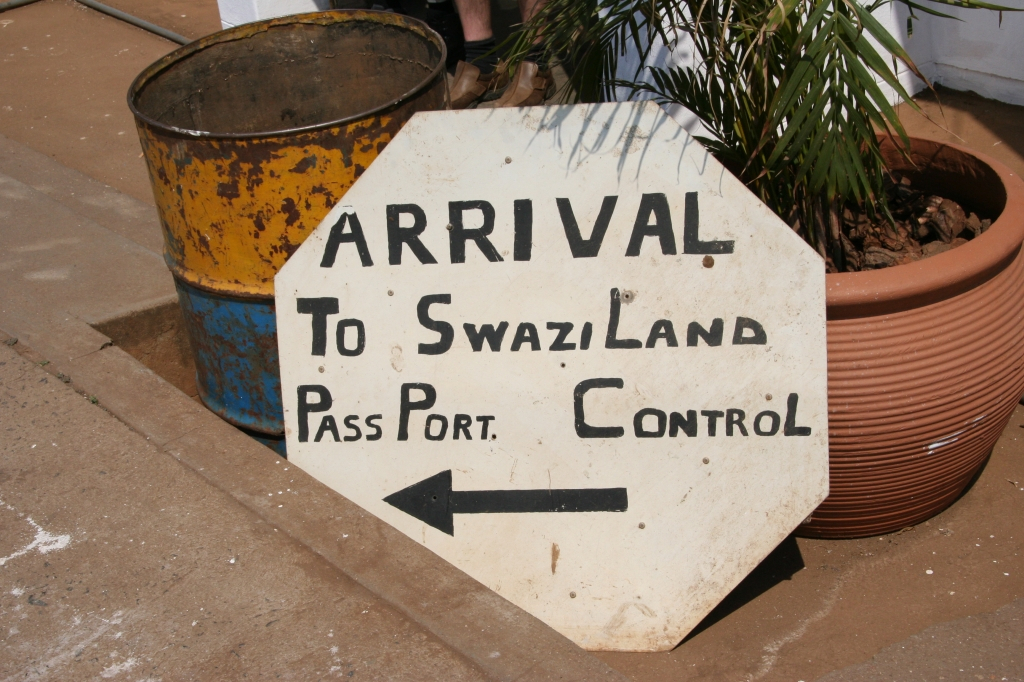 ARRIVAL
To SwaziLand
PassPort. ControL